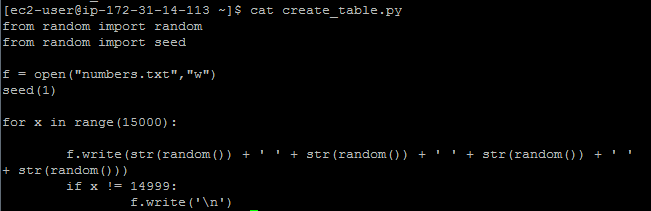 [ec2-user@ip-172-31-14-113 ~]$ cat create_table.py
from random import random
from random import seed

f = open("numbers.txt","w")
seed(1)

for x in range(15000):

        f.write(str(random()) + ' ' + str(random()) + ' ' + str(random()) + ' '
+ str(random()))
        if x != 14999:
                f.write('\n')